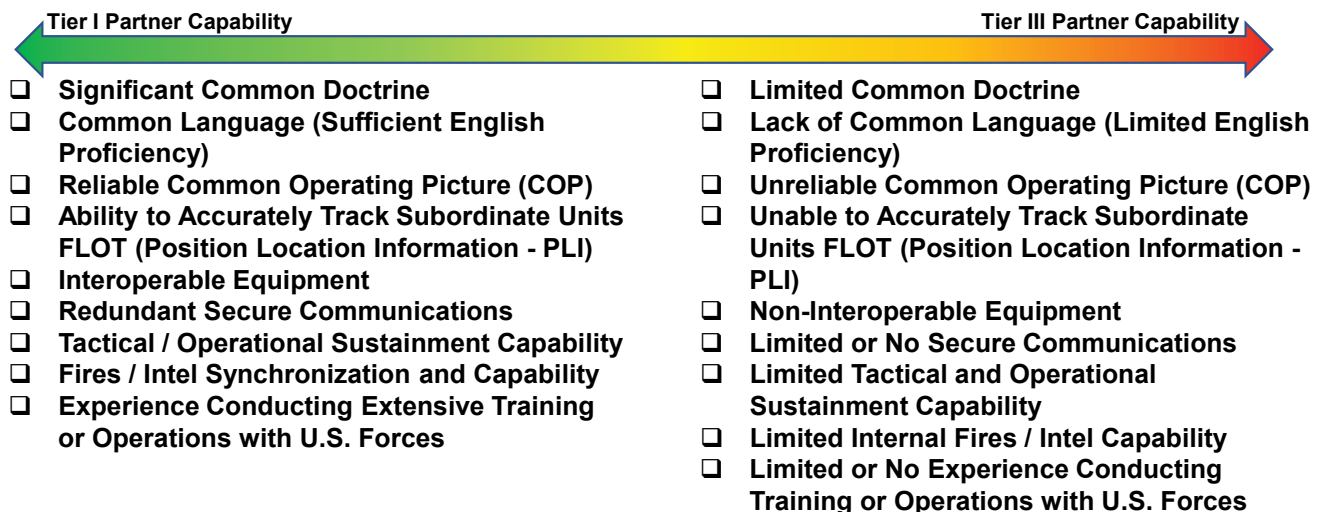 Tier I Partner Capability
Tier III Partner Capability
❑ Significant Common Doctrine
❑ Common Language (Sufficient English
Proficiency)
❑ Reliable Common Operating Picture (COP)
❑ Ability to Accurately Track Subordinate Units
FLOT (Position Location Information - PLI)
❑ Interoperable Equipment
❑ Redundant Secure Communications
❑ Tactical / Operational Sustainment Capability
❑ Fires / Intel Synchronization and Capability
❑ Experience Conducting Extensive Training
or Operations with U.S. Forces
❑ Limited Common Doctrine
❑ Lack of Common Language (Limited English
Proficiency)
❑ Unreliable Common Operating Picture (COP)
❑ Unable to Accurately Track Subordinate
Units FLOT (Position Location Information -
PLI)
❑ Non-Interoperable Equipment
❑ Limited or No Secure Communications
❑ Limited Tactical and Operational
Sustainment Capability
❑ Limited Internal Fires / Intel Capability
❑ Limited or No Experience Conducting
Training or Operations with U.S. Forces